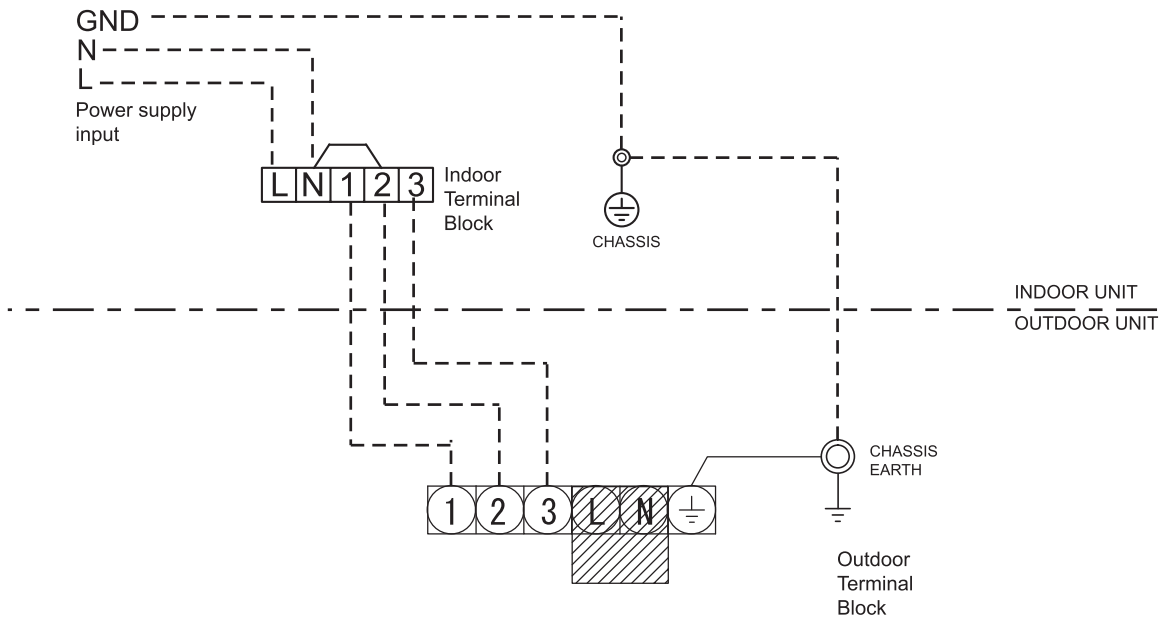 GND
N
L
Power supply
input
L N 1 2 3
Indoor
Terminal
Block
CHASSIS
INDOOR UNIT
OUTDOOR UNIT
CHASSIS
EARTH
1 2 3 L N
Outdoor
Terminal
Block